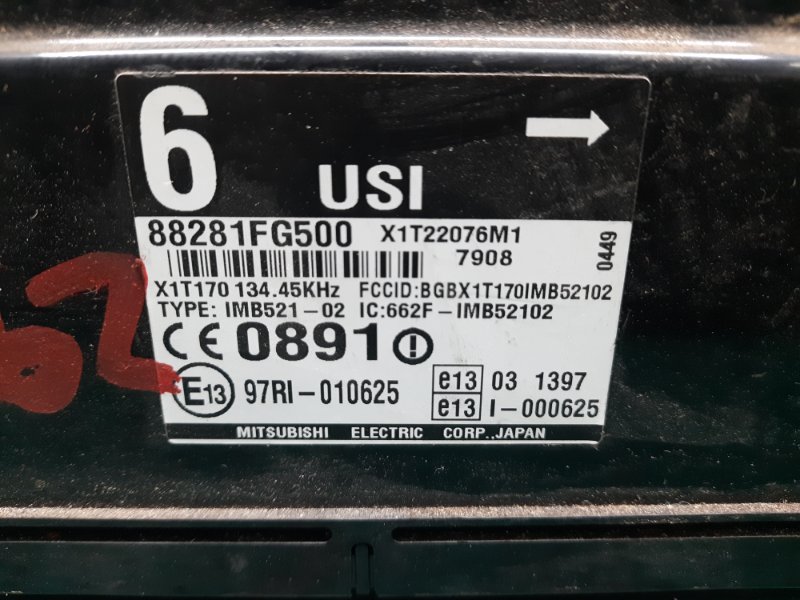 6
USI
88281FG500 X1T22076M1
7908
0449
X1T170 134.45KHz FCCID:BGBX1T170IMB52102
TYPE: IMB521-02 IC:662F-IMB52102
CE 0891
E13 97RI-010625
e13 03 1397
e13 I-000625
MITSUBISHI ELECTRIC CORP.,JAPAN